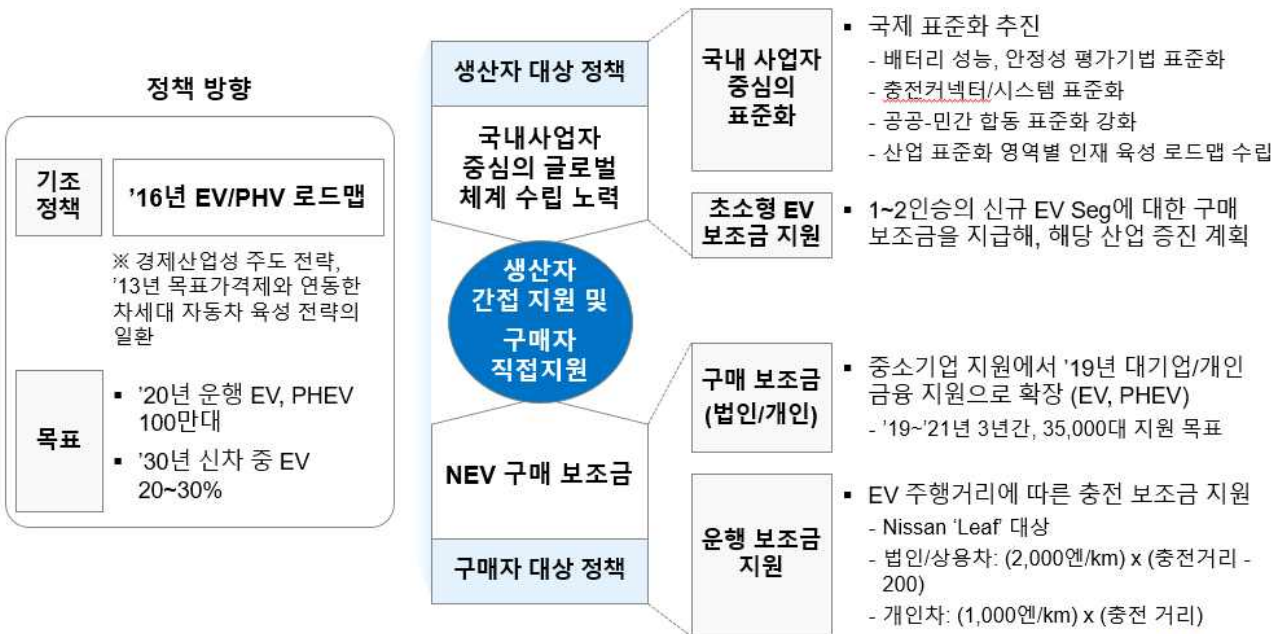 정책 방향
기조
정책
’16년 EV/PHV 로드맵
※ 경제산업성 주도 전략,
’13년 목표가격제와 연동한
차세대 자동차 육성 전략의
일환
목표
▪ ’20년 운행 EV, PHEV
100만대
▪ ’30년 신차 중 EV
20~30%
생산자 대상 정책
국내사업자
중심의 글로벌
체계 수립 노력
생산자
간접 지원 및
구매자
직접지원
NEV 구매 보조금
구매자 대상 정책
국내 사업자
중심의
표준화
▪ 국제 표준화 추진
- 배터리 성능, 안정성 평가기법 표준화
- 충전커넥터/시스템 표준화
- 공공-민간 합동 표준화 강화
- 산업 표준화 영역별 인재 육성 로드맵 수립
초소형 EV
보조금 지원
▪ 1~2인승의 신규 EV Seg에 대한 구매
보조금을 지급해, 해당 산업 증진 계획
구매 보조금
(법인/개인)
▪ 중소기업 지원에서 ’19년 대기업/개인
금융 지원으로 확장 (EV, PHEV)
- ’19~’21년 3년간, 35,000대 지원 목표
운행 보조금
지원
▪ EV 주행거리에 따른 충전 보조금 지원
- Nissan ‘Leaf’ 대상
- 법인/상용차: (2,000엔/km) x (충전거리 -
200)
- 개인차: (1,000엔/km) x (충전 거리)